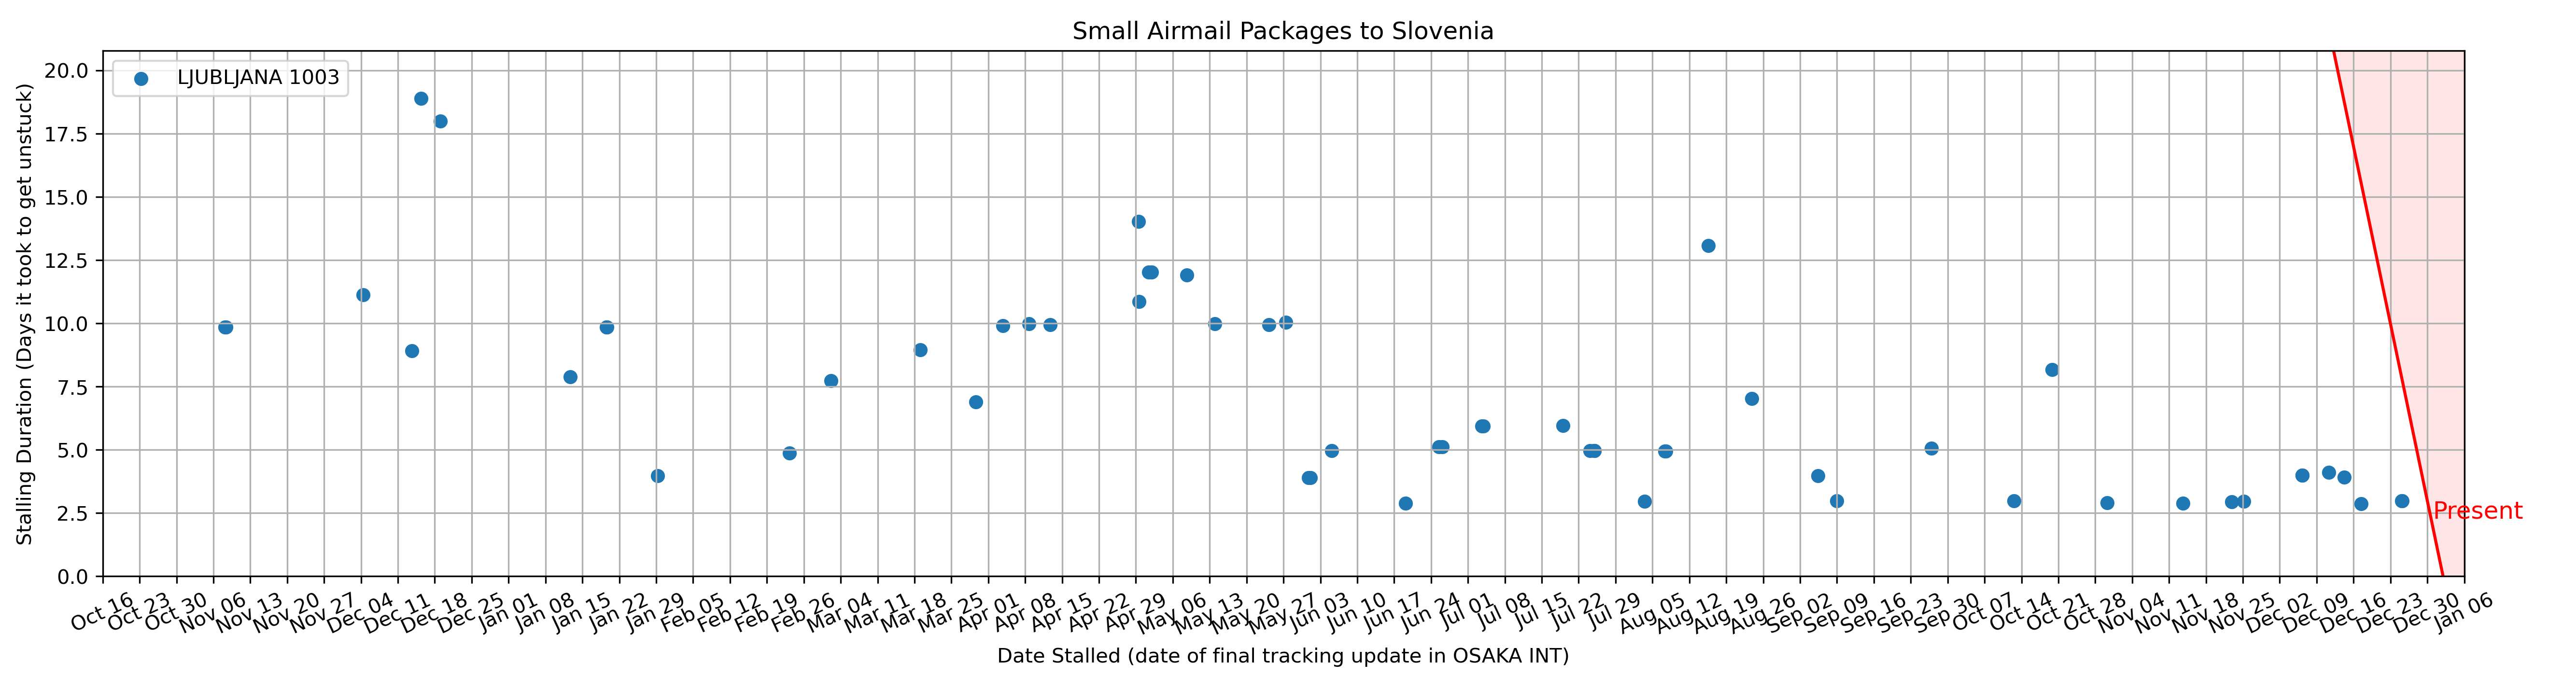 Small Airmail Packages to Slovenia
LJUBLJANA 1003
Stalling Duration (Days it took to get unstuck)
20.0
17.5
15.0
12.5
10.0
7.5
5.0
2.5
0.0
Present
Oct 16
Oct 23
Oct 30
Nov 06
Nov 13
Nov 20
Nov 27
Dec 04
Dec 11
Dec 18
Dec 25
Jan 01
Jan 08
Jan 15
Jan 22
Jan 29
Feb 05
Feb 12
Feb 19
Feb 26
Mar 04
Mar 11
Mar 18
Mar 25
Apr 01
Apr 08
Apr 15
Apr 22
Apr 29
May 06
May 13
May 20
May 27
Jun 03
Jun 10
Jun 17
Jun 24
Jul 01
Jul 08
Jul 15
Jul 22
Jul 29
Aug 05
Aug 12
Aug 19
Aug 26
Sep 02
Sep 09
Sep 16
Sep 23
Sep 30
Oct 07
Oct 14
Oct 21
Oct 28
Nov 04
Nov 11
Nov 18
Nov 25
Dec 02
Dec 09
Dec 16
Dec 23
Dec 30
Jan 06
Date Stalled (date of final tracking update in OSAKA INT)